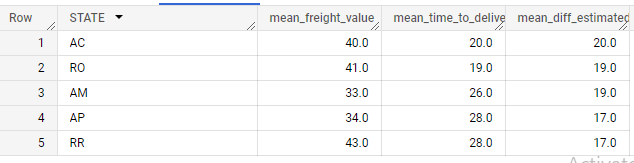 Row STATE mean_freight_value mean_time_to_delive mean_diff_estimated
1 AC 40.0 20.0 20.0
2 RO 41.0 19.0 19.0
3 AM 33.0 26.0 19.0
4 AP 34.0 28.0 17.0
5 RR 43.0 28.0 17.0